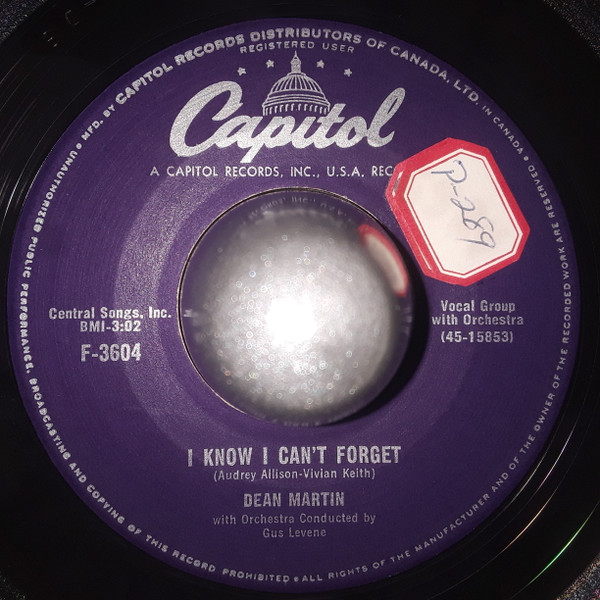 MFD. BY CAPITOL RECORDS DISTRIBUTORS OF CANADA, LTD. IN CANADA • ALL RIGHTS OF THE MANUFACTURER AND OF THE OWNER OF THE RECORDED WORK ARE RESERVED
• UNAUTHORIZED PUBLIC PERFORMANCE, BROADCASTING AND COPYING OF THIS RECORD PROHIBITED •
REGISTERED USER
Capitol
A CAPITOL RECORDS, INC., U.S.A. REC
P-289
Central Songs, Inc.
BMI-3:02
F-3604
Vocal Group
with Orchestra
(45-15853)
I KNOW I CAN'T FORGET
(Audrey Allison-Vivian Keith)
DEAN MARTIN
with Orchestra Conducted by
Gus Levene